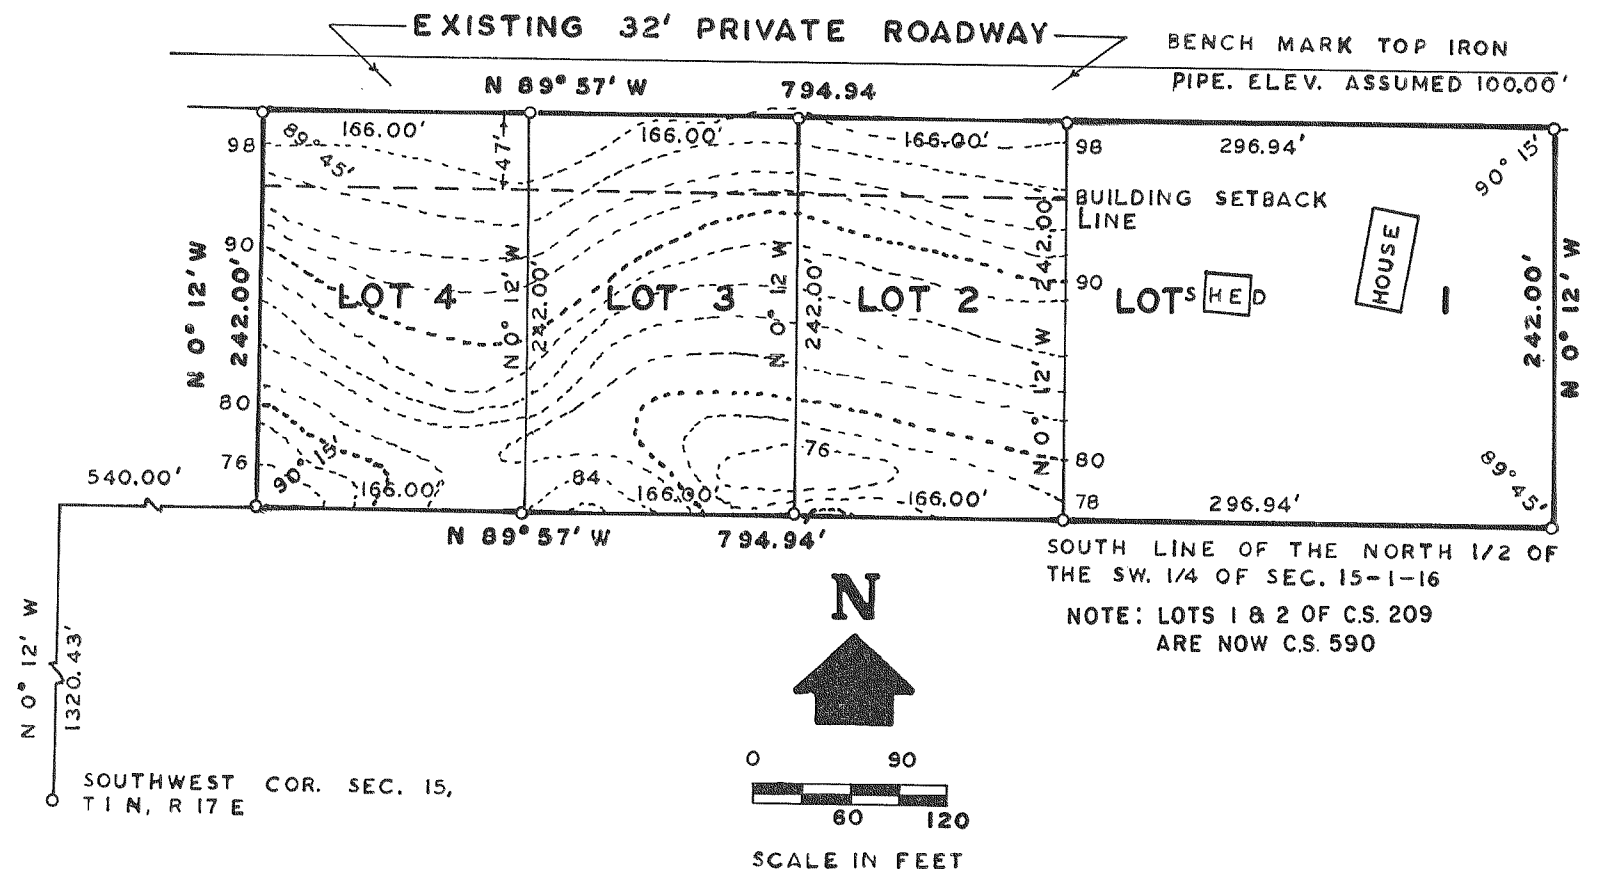 EXISTING 32' PRIVATE ROADWAY
BENCH MARK TOP IRON
PIPE. ELEV. ASSUMED 100.00'
N 89° 57' W
794.94
98
89° 45'
166.00'
47'
166.00'
166.00'
98
296.94'
90° 15'
BUILDING SETBACK
LINE
N 0° 12' W
242.00'
90
LOT 4
N 0° 12' W
242.00'
LOT 3
N 0° 12' W
242.00'
LOT 2
N 0° 12' W
242.00'
90
LOT
SHED
HOUSE
1
242.00'
N 0° 12' W
80
76
90° 15'
166.00'
84
166.00'
76
166.00'
80
78
296.94'
89° 45'
540.00'
N 89° 57' W
794.94'
SOUTH LINE OF THE NORTH 1/2 OF
THE SW. 1/4 OF SEC. 15-1-16
NOTE: LOTS 1 & 2 OF C.S. 209
ARE NOW C.S. 590
N
N 0° 12' W
1320.43'
SOUTHWEST COR. SEC. 15,
T 1 N, R 17 E
0
90
60
120
SCALE IN FEET